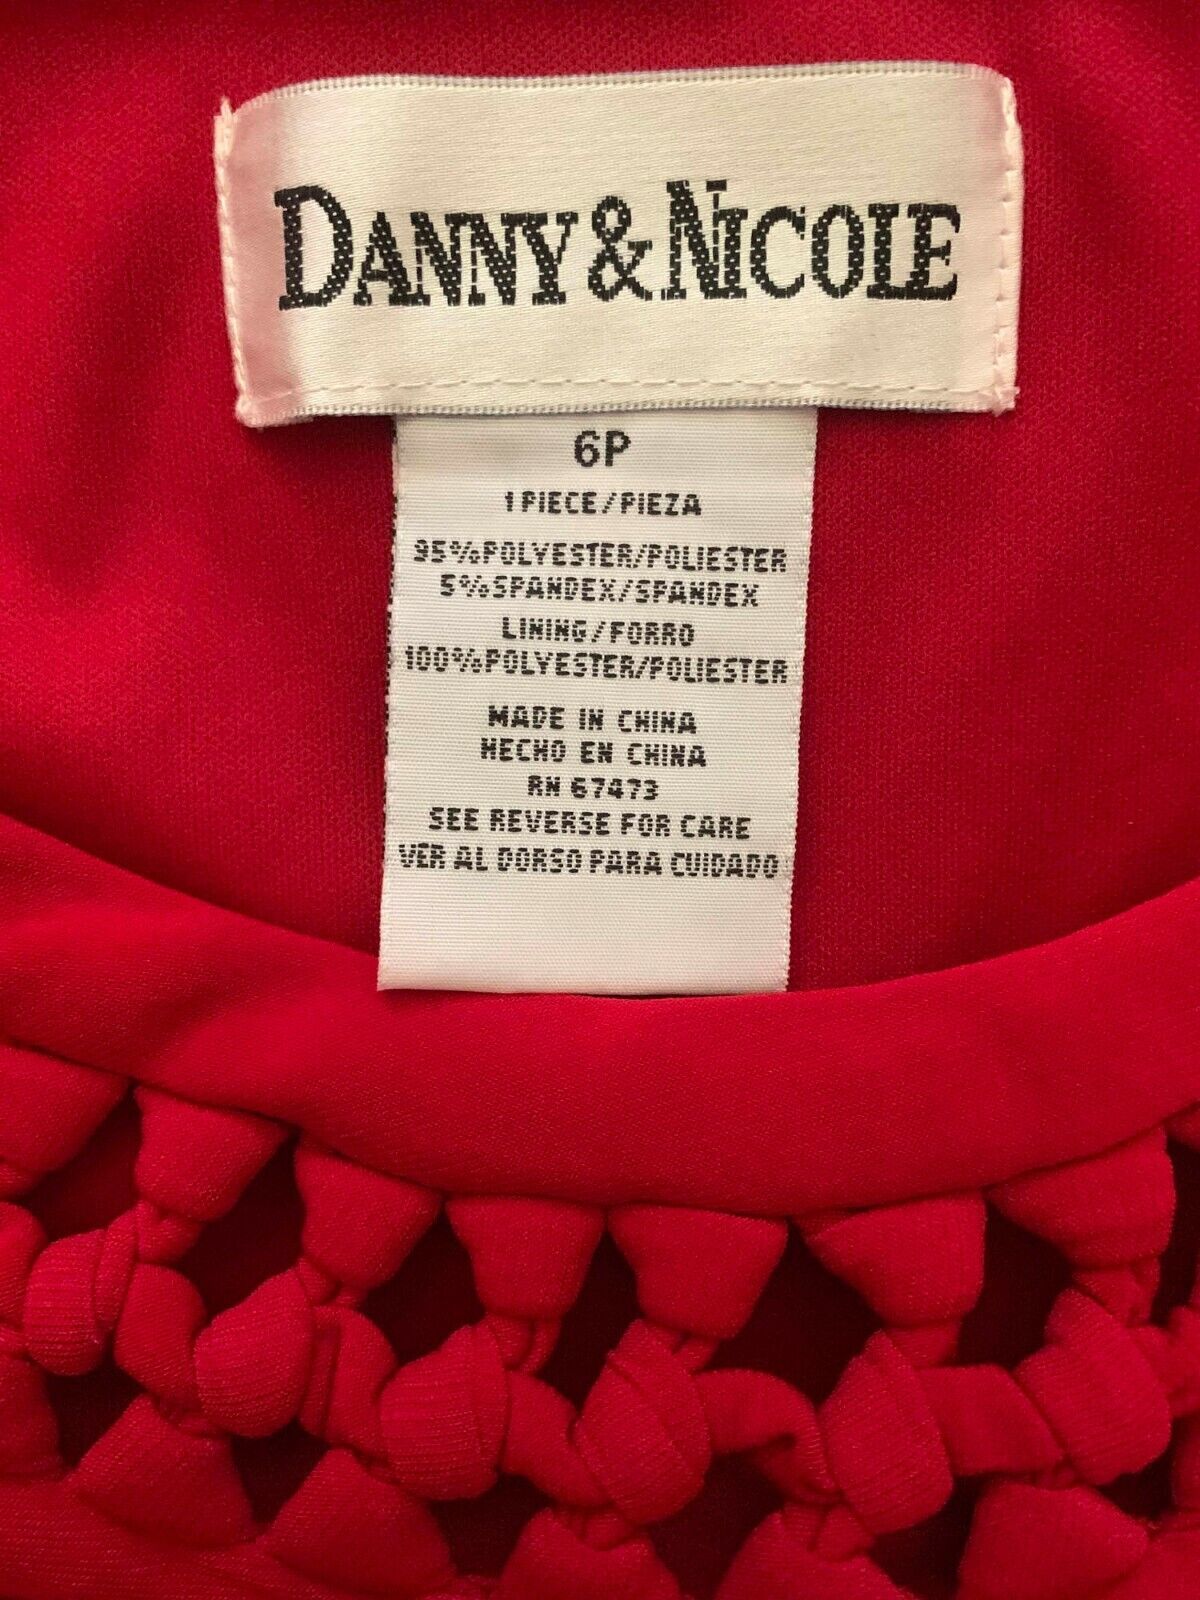 DANNY & NICOLE
6P
1 PIECE/PIEZA
95%POLYESTER/POLIESTER
5%SPANDEX/SPANDEX
LINING/FORRO
100%POLYESTER/POLIESTER
MADE IN CHINA
HECHO EN CHINA
RN 67473
SEE REVERSE FOR CARE
VER AL DORSO PARA CUIDADO